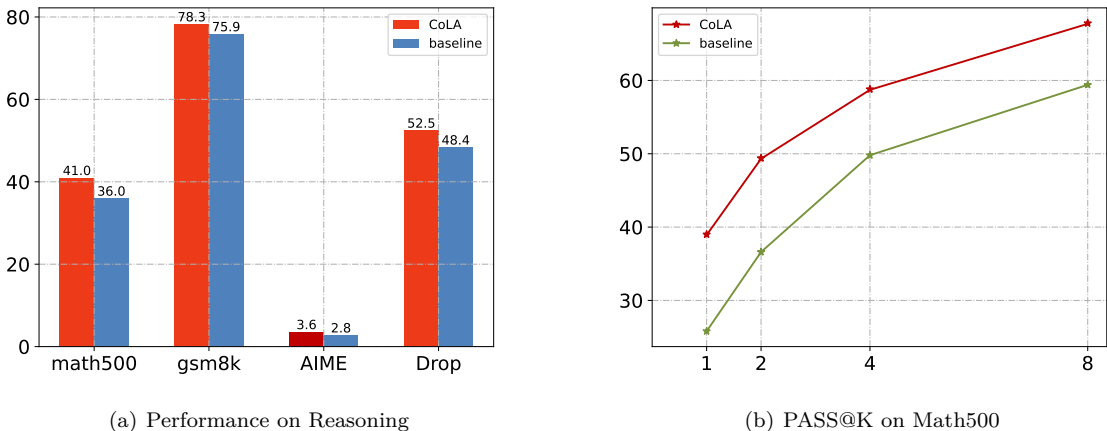 80
60
40
20
0
CoLA
baseline
41.0
36.0
78.3
75.9
3.6
2.8
52.5
48.4
math500
gsm8k
AIME
Drop
(a) Performance on Reasoning
CoLA
baseline
60
50
40
30
1
2
4
8
(b) PASS@K on Math500